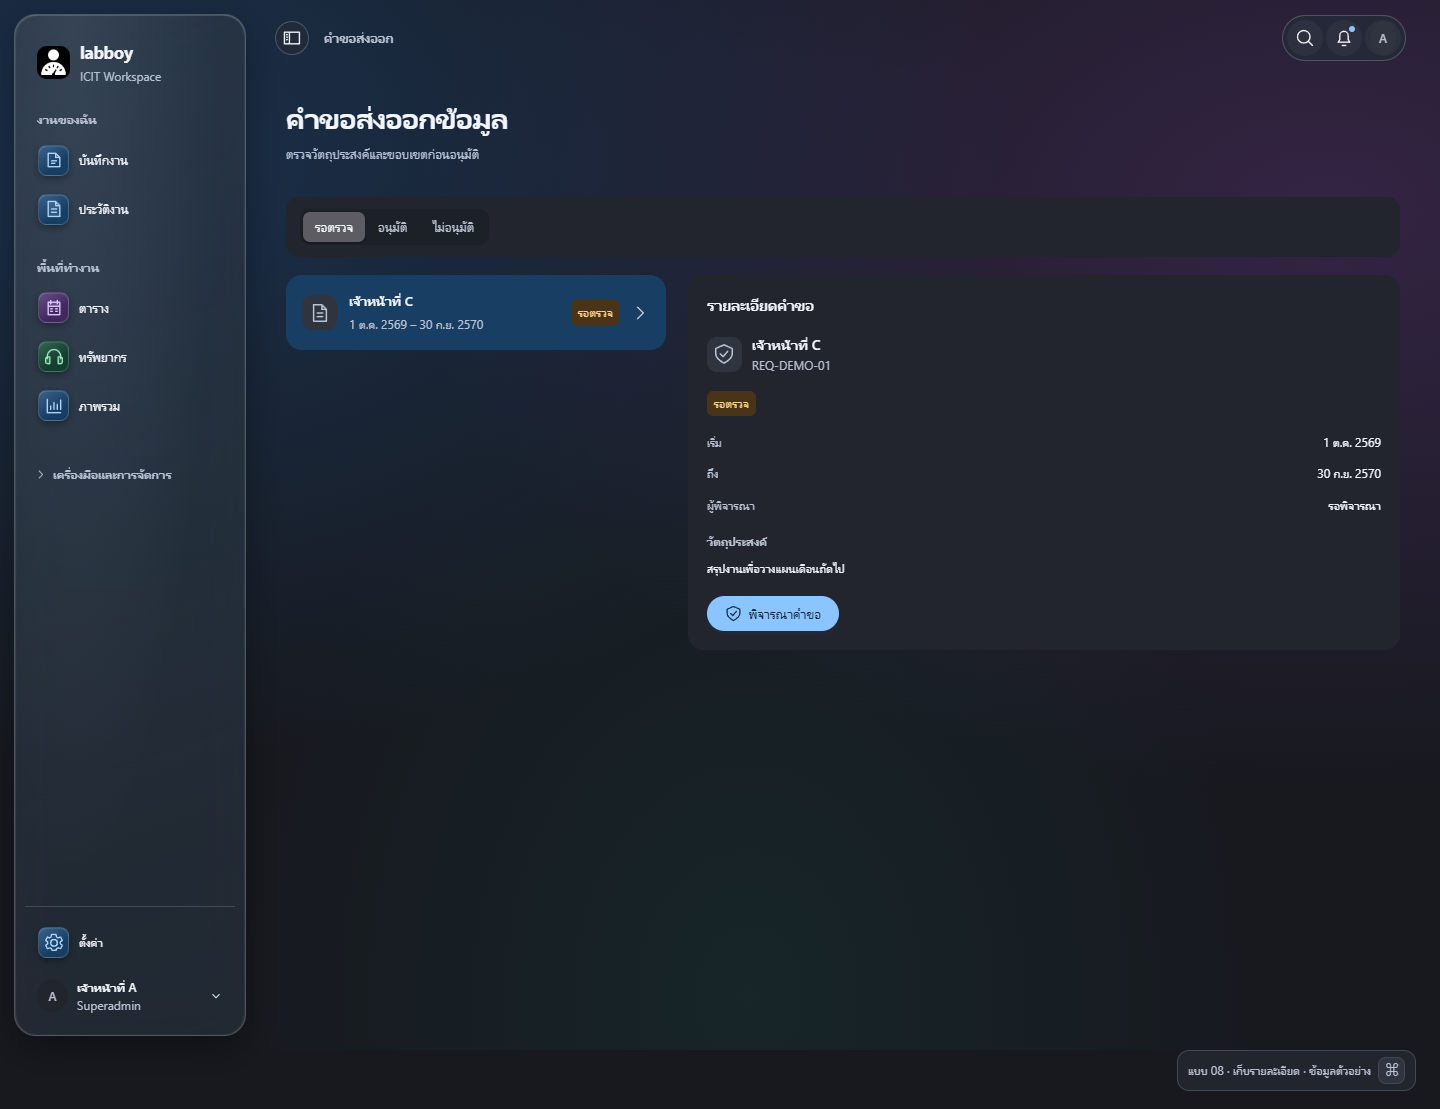 labboy
ICIT Workspace
งานของฉัน
บันทึกงาน
ประวัติงาน
พื้นที่ทำงาน
ตาราง
ทรัพยากร
ภาพรวม
เครื่องมือและการจัดการ
ตั้งค่า
A
เจ้าหน้าที่ A
Superadmin
คำขอส่งออก
A
คำขอส่งออกข้อมูล
ตรวจวัตถุประสงค์และขอบเขตก่อนอนุมัติ
รอตรวจ อนุมัติ ไม่อนุมัติ
เจ้าหน้าที่ C
1 ต.ค. 2569 – 30 ก.ย. 2570
รอตรวจ
รายละเอียดคำขอ
เจ้าหน้าที่ C
REQ-DEMO-01
รอตรวจ
เริ่ม 1 ต.ค. 2569
ถึง 30 ก.ย. 2570
ผู้พิจารณา รอพิจารณา
วัตถุประสงค์
สรุปงานเพื่อวางแผนเดือนถัดไป
พิจารณาคำขอ
แบบ 08 · เก็บรายละเอียด · ข้อมูลตัวอย่าง ⌘